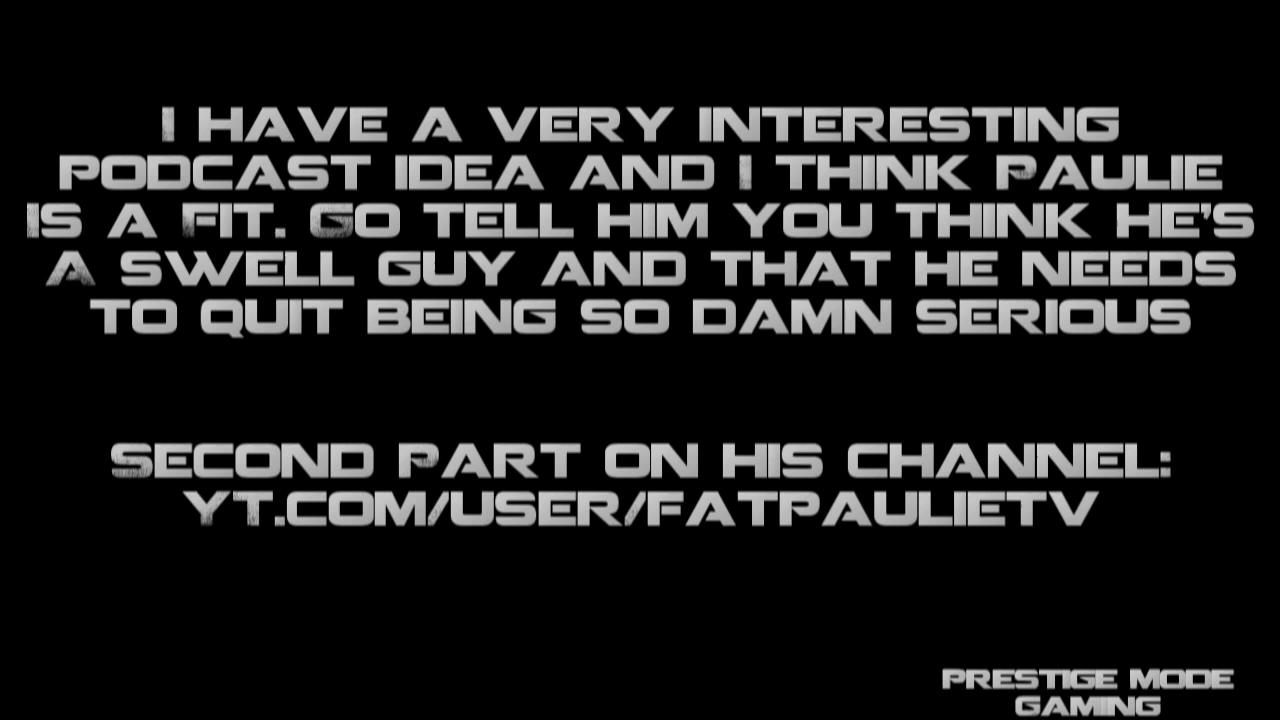 I HAVE A VERY INTERESTING
PODCAST IDEA AND I THINK PAULIE
IS A FIT. GO TELL HIM YOU THINK HE'S
A SWELL GUY AND THAT HE NEEDS
TO QUIT BEING SO DAMN SERIOUS
SECOND PART ON HIS CHANNEL:
YT.COM/USER/FATPAULIETV
PRESTIGE MODE
GAMING